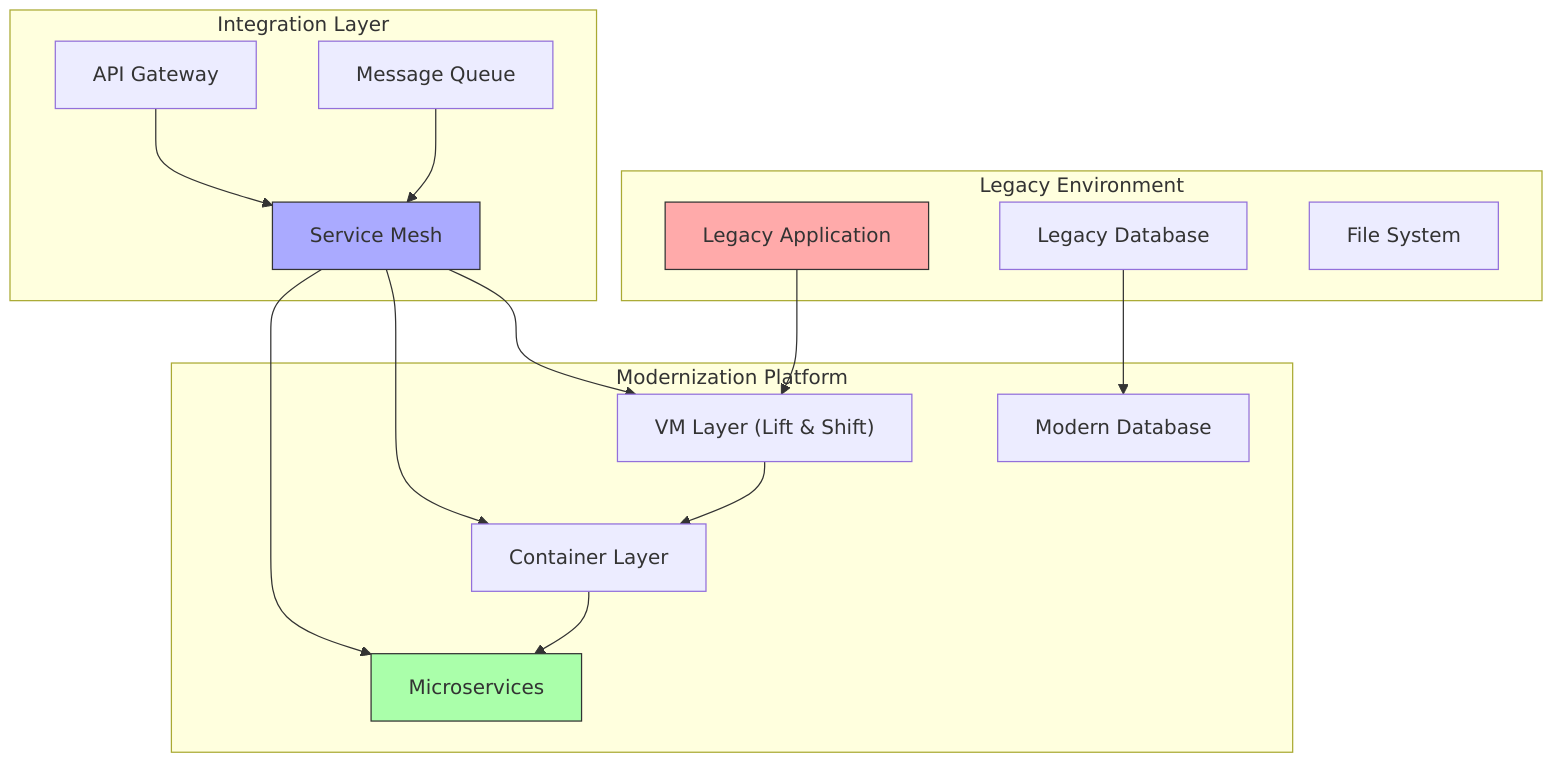 Integration Layer
API Gateway
Message Queue
Service Mesh
Legacy Environment
Legacy Application
Legacy Database
File System
Modernization Platform
VM Layer (Lift & Shift)
Modern Database
Container Layer
Microservices